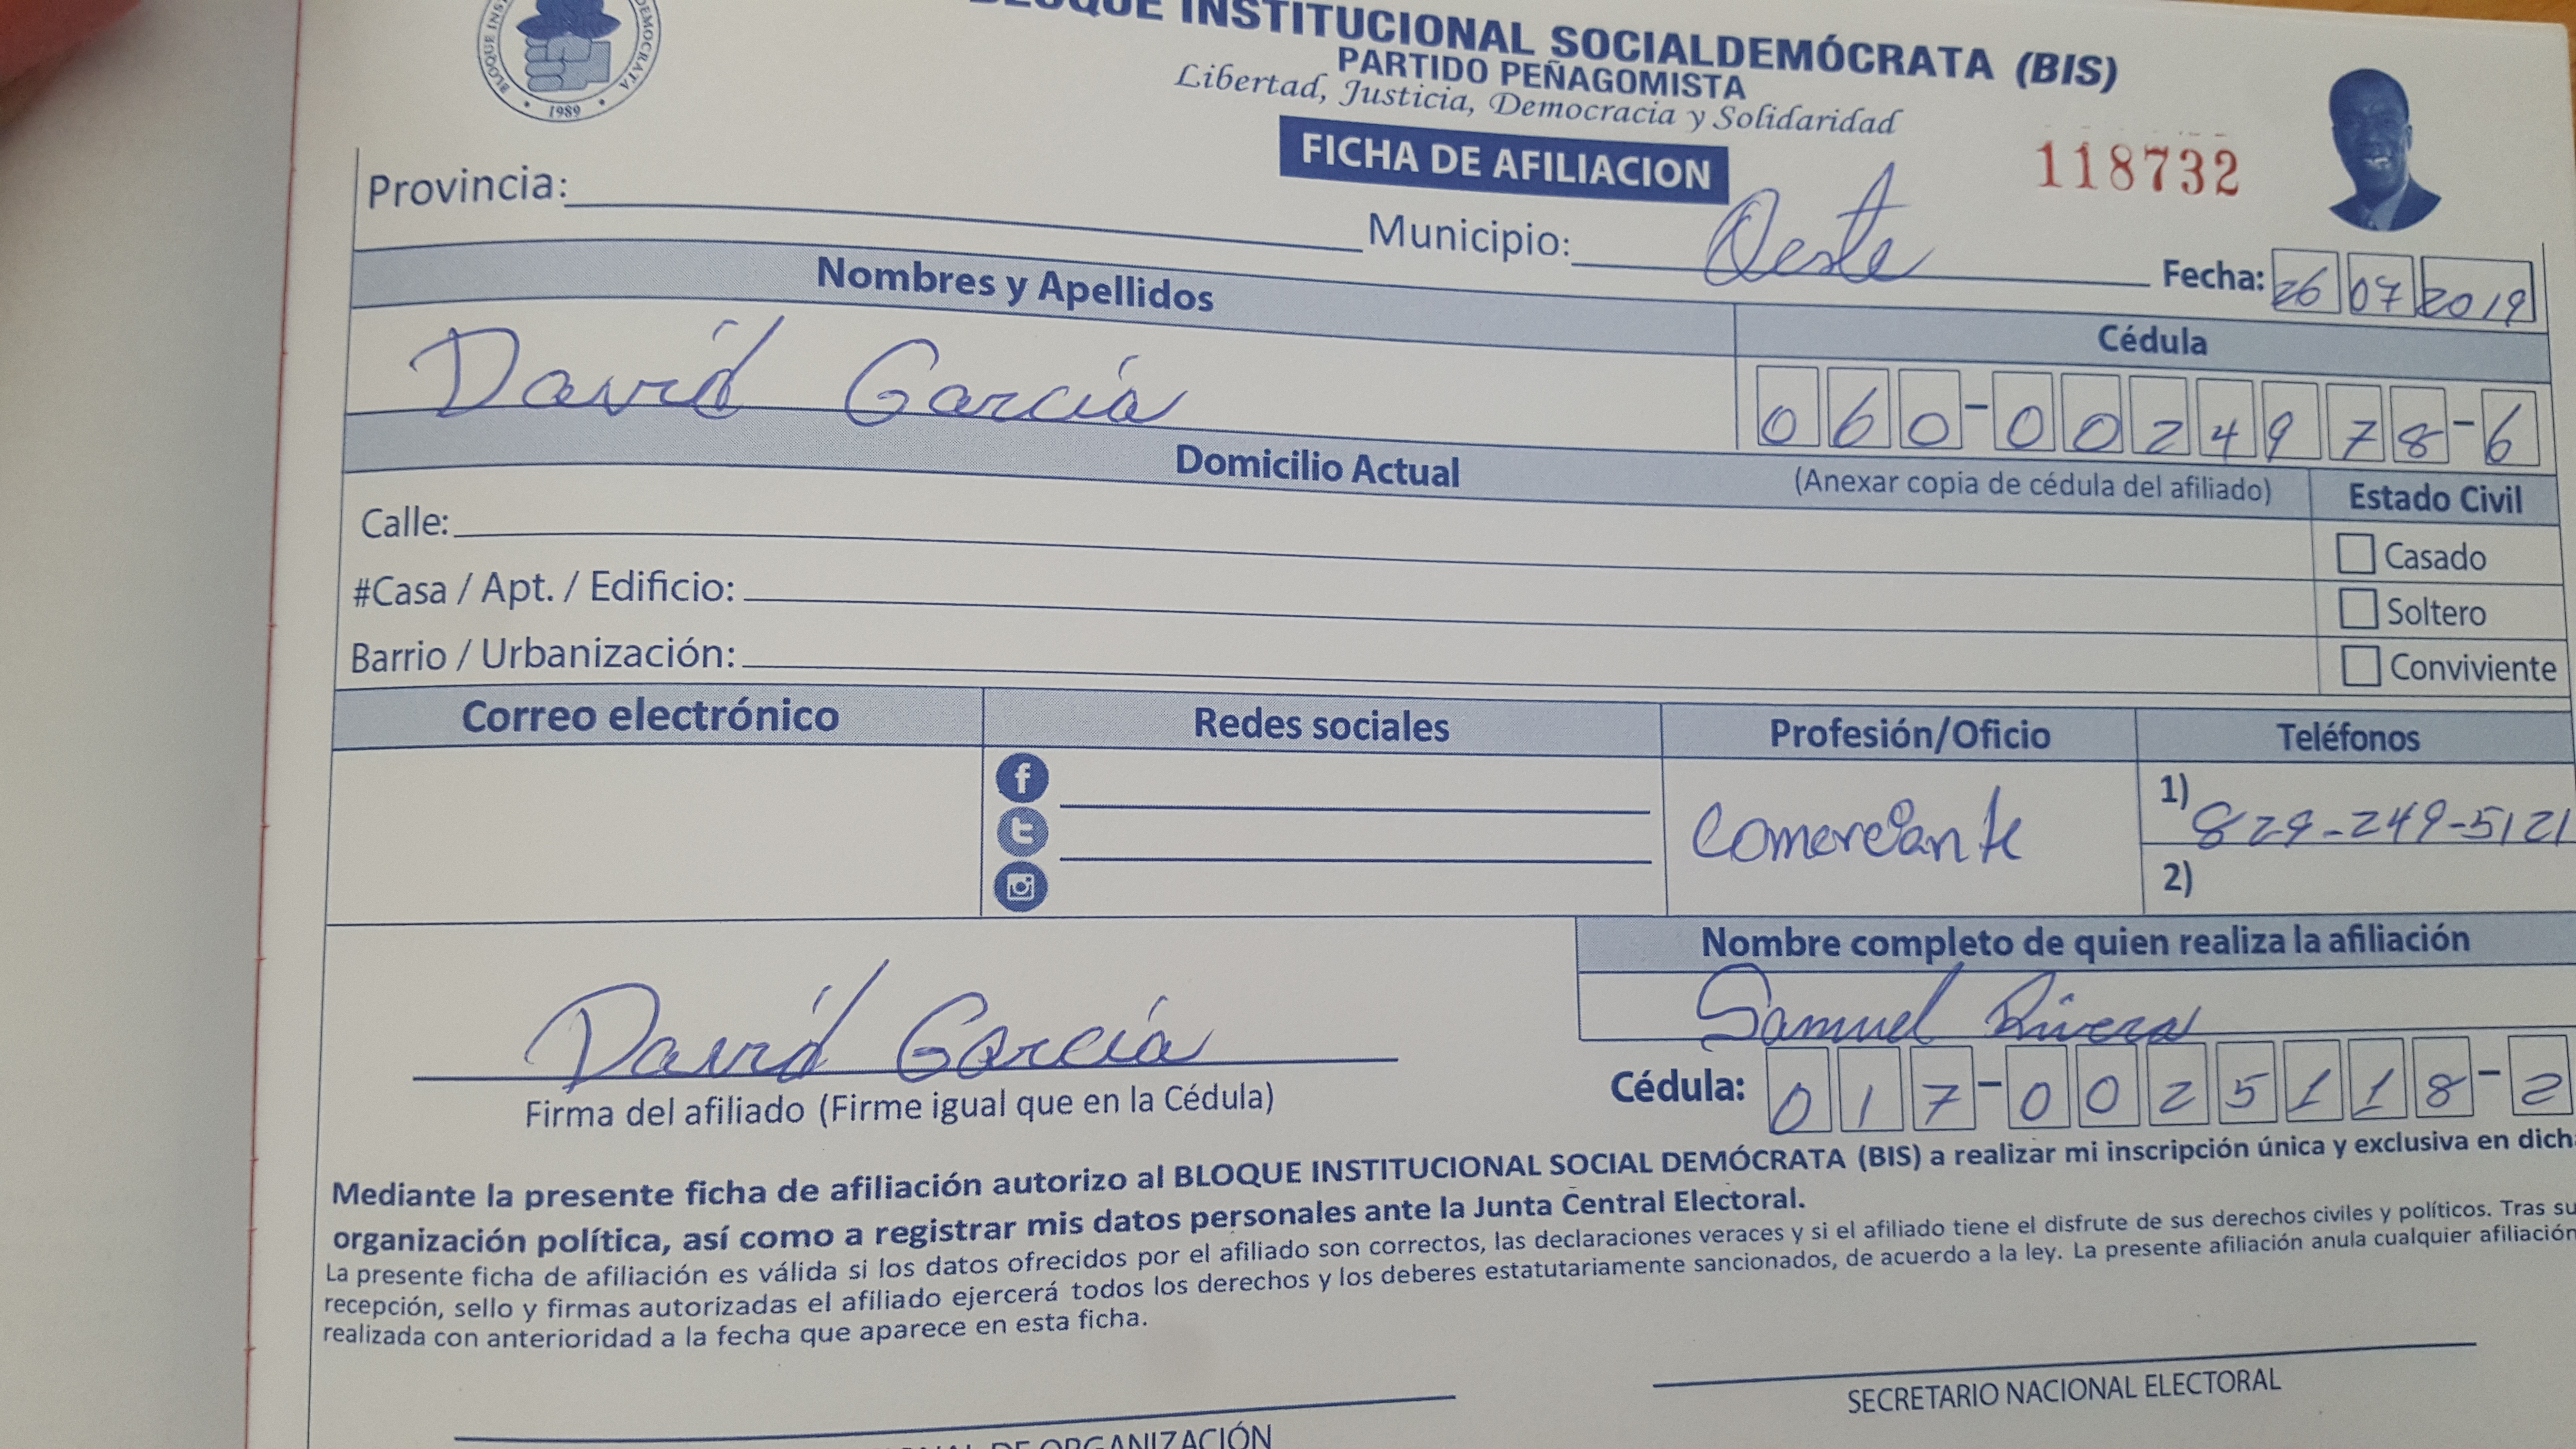 BLOQUE INSTITUCIONAL SOCIALDEMÓCRATA (BIS)
PARTIDO PEÑAGOMISTA
Libertad, Justicia, Democracia y Solidaridad
1989
FICHA DE AFILIACION
118732
Provincia:
Municipio: Oeste
Fecha: 26 07 2019
Nombres y Apellidos
Cédula
David García
060-0024978-6
Domicilio Actual
(Anexar copia de cédula del afiliado)
Estado Civil
Calle:
Casado
#Casa / Apt. / Edificio:
Soltero
Barrio / Urbanización:
Conviviente
Correo electrónico
Redes sociales
Profesión/Oficio
Teléfonos
Comerciante
1) 829-249-5121
2)
Nombre completo de quien realiza la afiliación
Samuel Rivera
David García
Firma del afiliado (Firme igual que en la Cédula)
Cédula: 017-0025118-2
Mediante la presente ficha de afiliación autorizo al BLOQUE INSTITUCIONAL SOCIAL DEMÓCRATA (BIS) a realizar mi inscripción única y exclusiva en dich
organización política, así como a registrar mis datos personales ante la Junta Central Electoral.
La presente ficha de afiliación es válida si los datos ofrecidos por el afiliado son correctos, las declaraciones veraces y si el afiliado tiene el disfrute de sus derechos civiles y políticos. Tras su
recepción, sello y firmas autorizadas el afiliado ejercerá todos los derechos y los deberes estatutariamente sancionados, de acuerdo a la ley. La presente afiliación anula cualquier afiliación
realizada con anterioridad a la fecha que aparece en esta ficha.
SECRETARIO NACIONAL ELECTORAL
DE ORGANIZACIÓN